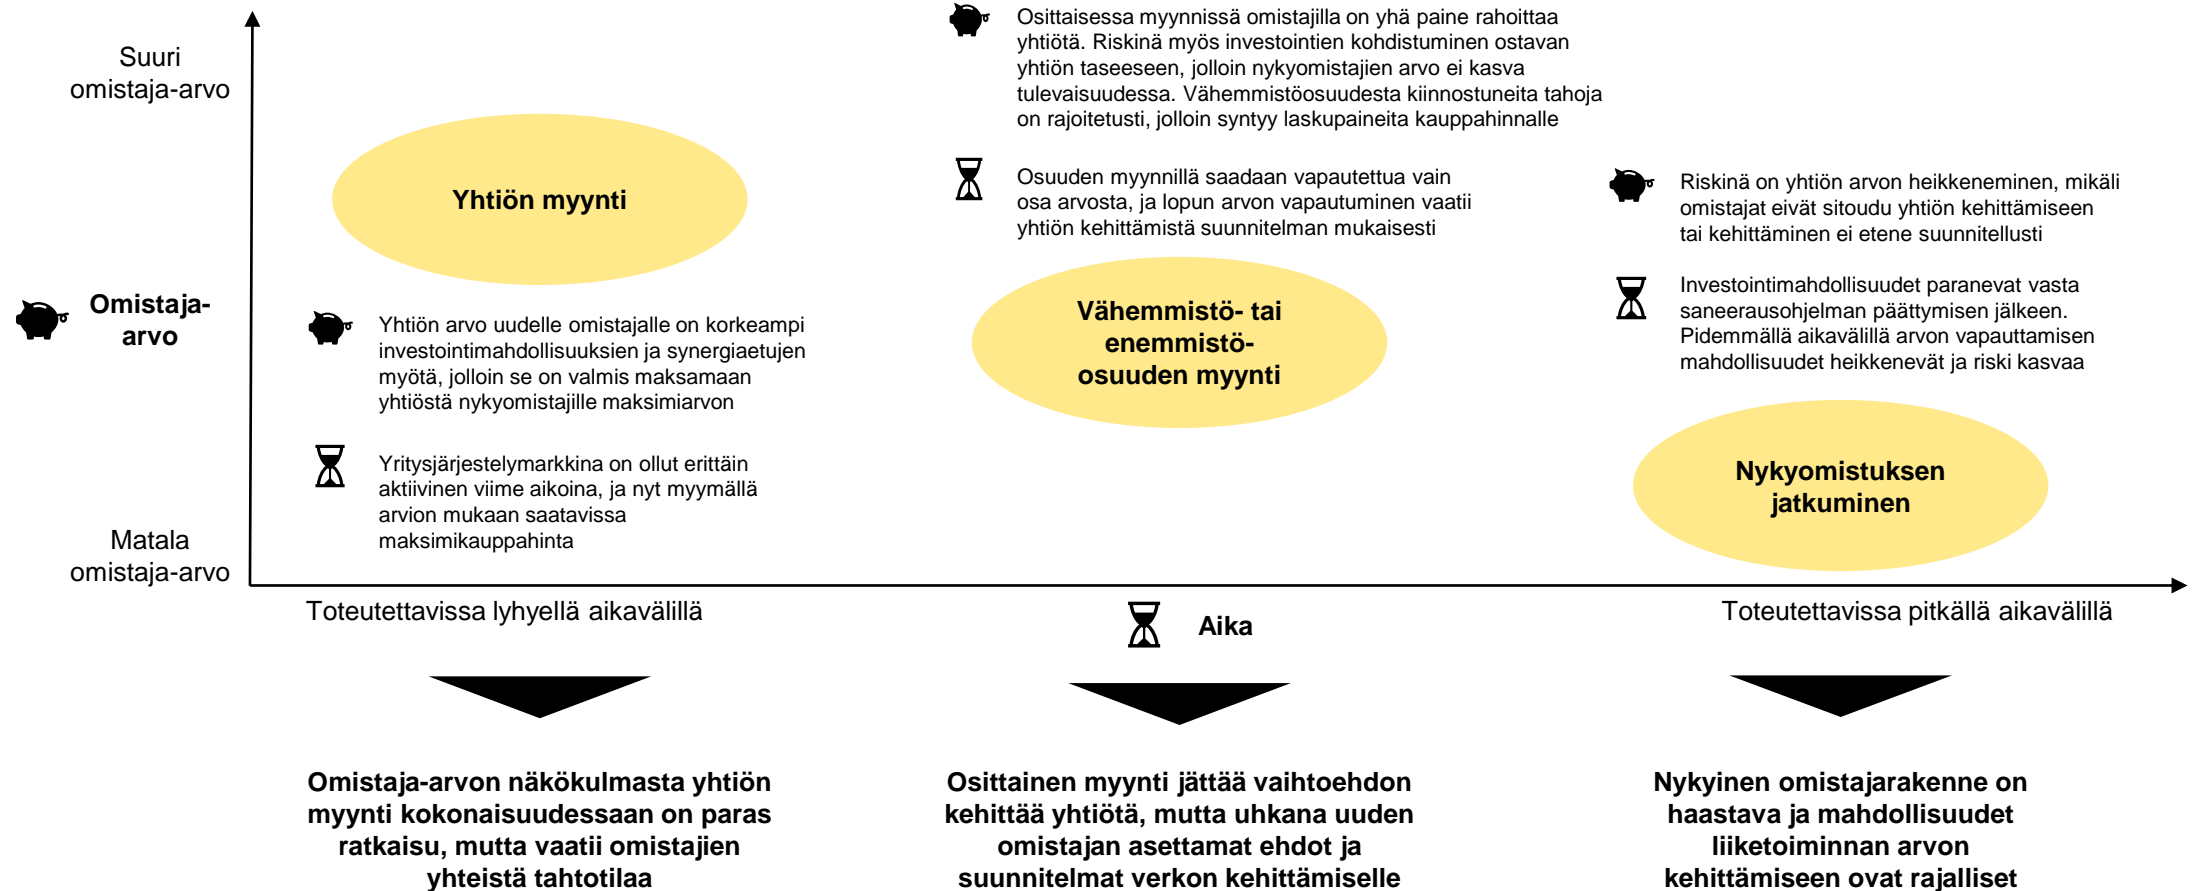 Suuri
omistaja-arvo
Omistaja-
arvo
Matala
omistaja-arvo
Yhtiön myynti
Yhtiön arvo uudelle omistajalle on korkeampi
investointimahdollisuuksien ja synergiaetujen
myötä, jolloin se on valmis maksamaan
yhtiöstä nykyomistajille maksimiarvon
Yritysjärjestelymarkkina on ollut erittäin
aktiivinen viime aikoina, ja nyt myymällä
arvion mukaan saatavissa
maksimikauppahinta
Osittaisessa myynnissä omistajilla on yhä paine rahoittaa
yhtiötä. Riskinä myös investointien kohdistuminen ostavan
yhtiön taseeseen, jolloin nykyomistajien arvo ei kasva
tulevaisuudessa. Vähemmistöosuudesta kiinnostuneita tahoja
on rajoitetusti, jolloin syntyy laskupaineita kauppahinnalle
Osuuden myynnillä saadaan vapautettua vain
osa arvosta, ja lopun arvon vapautuminen vaatii
yhtiön kehittämistä suunnitelman mukaisesti
Vähemmistö- tai
enemmistö-
osuuden myynti
Riskinä on yhtiön arvon heikkeneminen, mikäli
omistajat eivät sitoudu yhtiön kehittämiseen
tai kehittäminen ei etene suunnitellusti
Investointimahdollisuudet paranevat vasta
saneerausohjelman päättymisen jälkeen.
Pidemmällä aikavälillä arvon vapauttamisen
mahdollisuudet heikkenevät ja riski kasvaa
Nykyomistuksen
jatkuminen
Toteutettavissa lyhyellä aikavälillä
Aika
Toteutettavissa pitkällä aikavälillä
Omistaja-arvon näkökulmasta yhtiön
myynti kokonaisuudessaan on paras
ratkaisu, mutta vaatii omistajien
yhteistä tahtotilaa
Osittainen myynti jättää vaihtoehdon
kehittää yhtiötä, mutta uhkana uuden
omistajan asettamat ehdot ja
suunnitelmat verkon kehittämiselle
Nykyinen omistajarakenne on
haastava ja mahdollisuudet
liiketoiminnan arvon
kehittämiseen ovat rajalliset